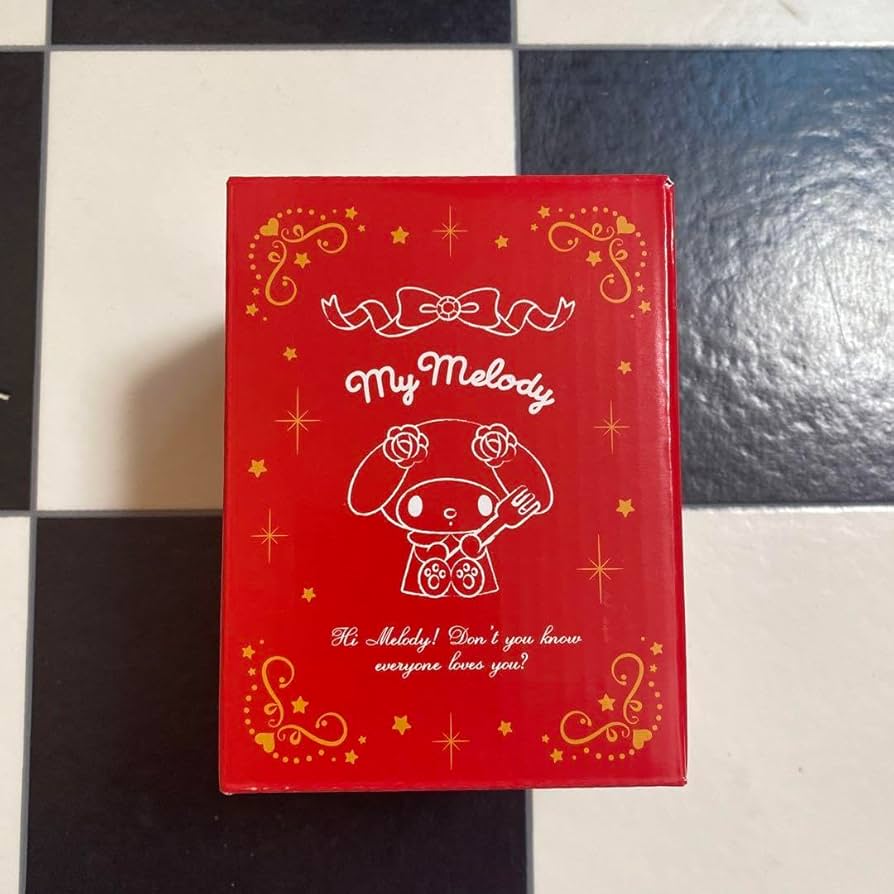 My Melody
Hi Melody! Don't you know
everyone loves you?